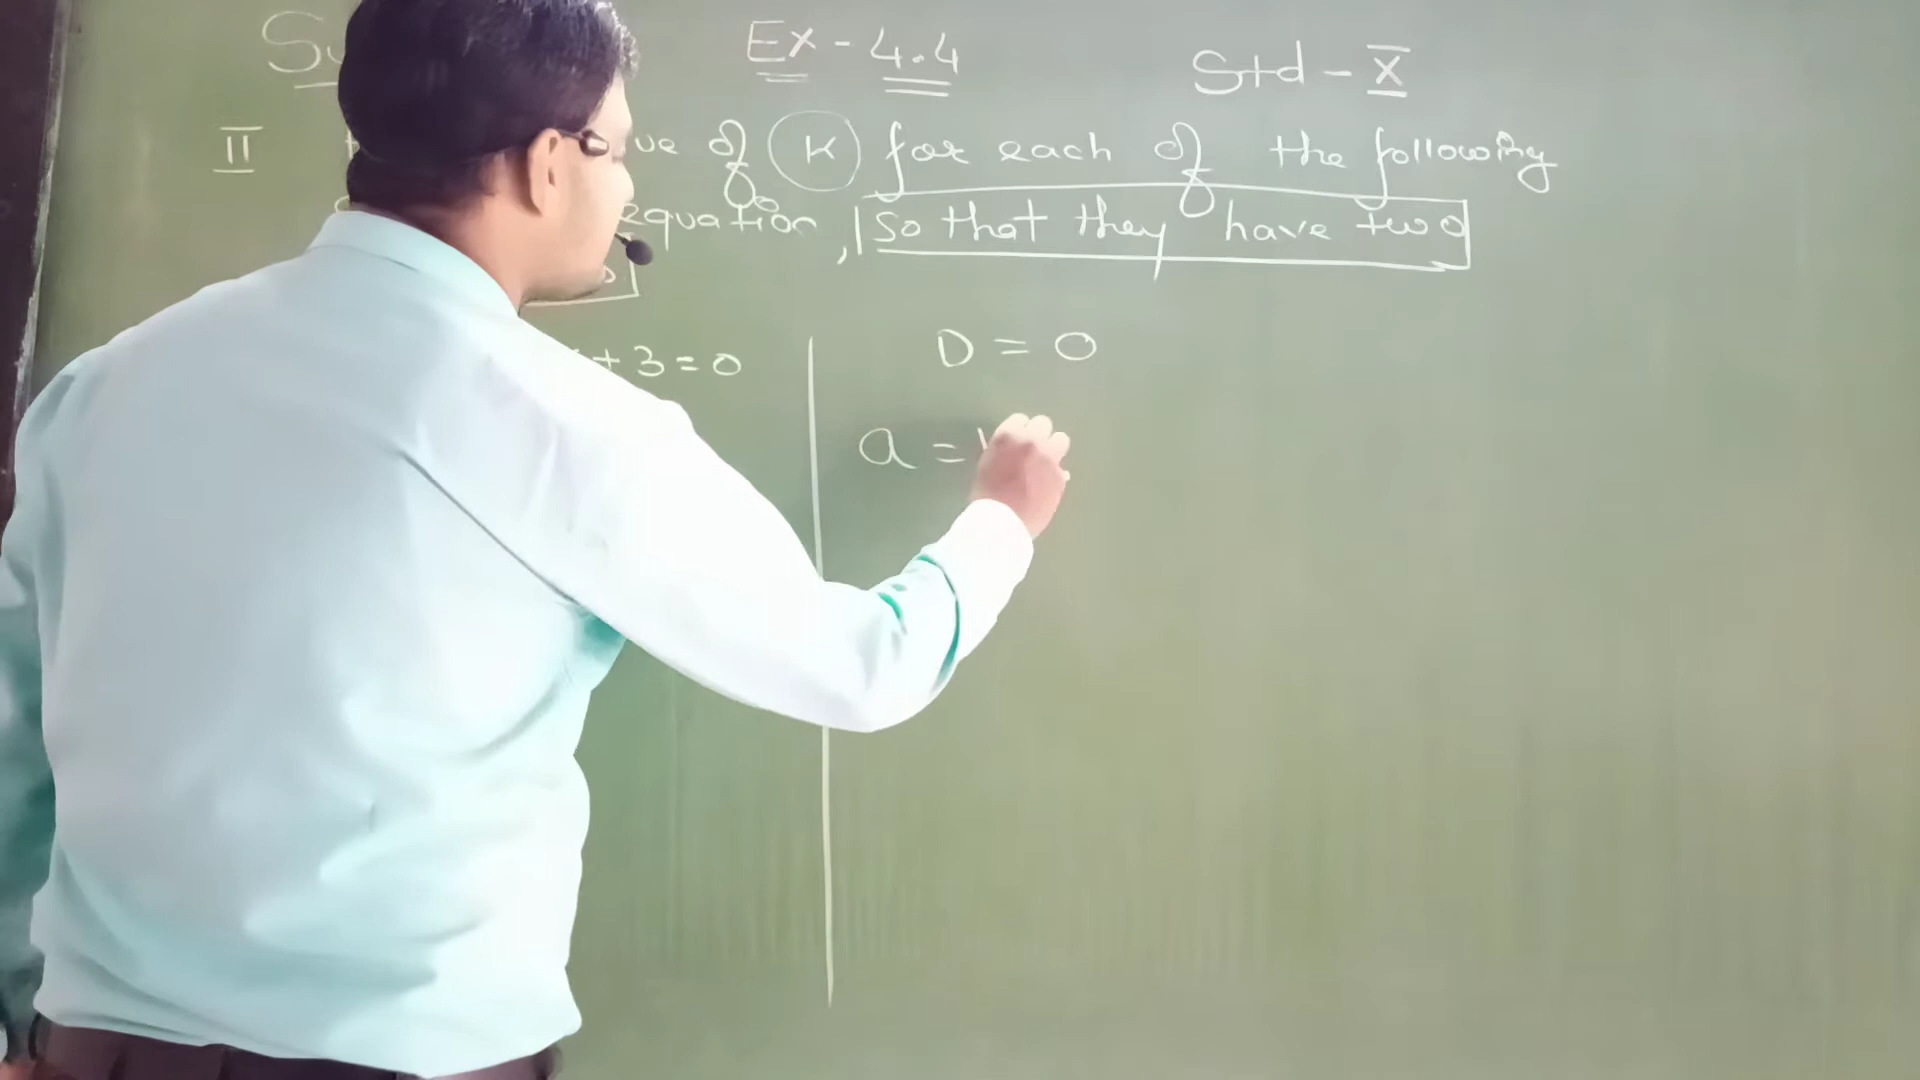 Ex - 4.4
Std - X
II of K for each of the following
equation, so that they have two
+ 3 = 0
D = 0
a =